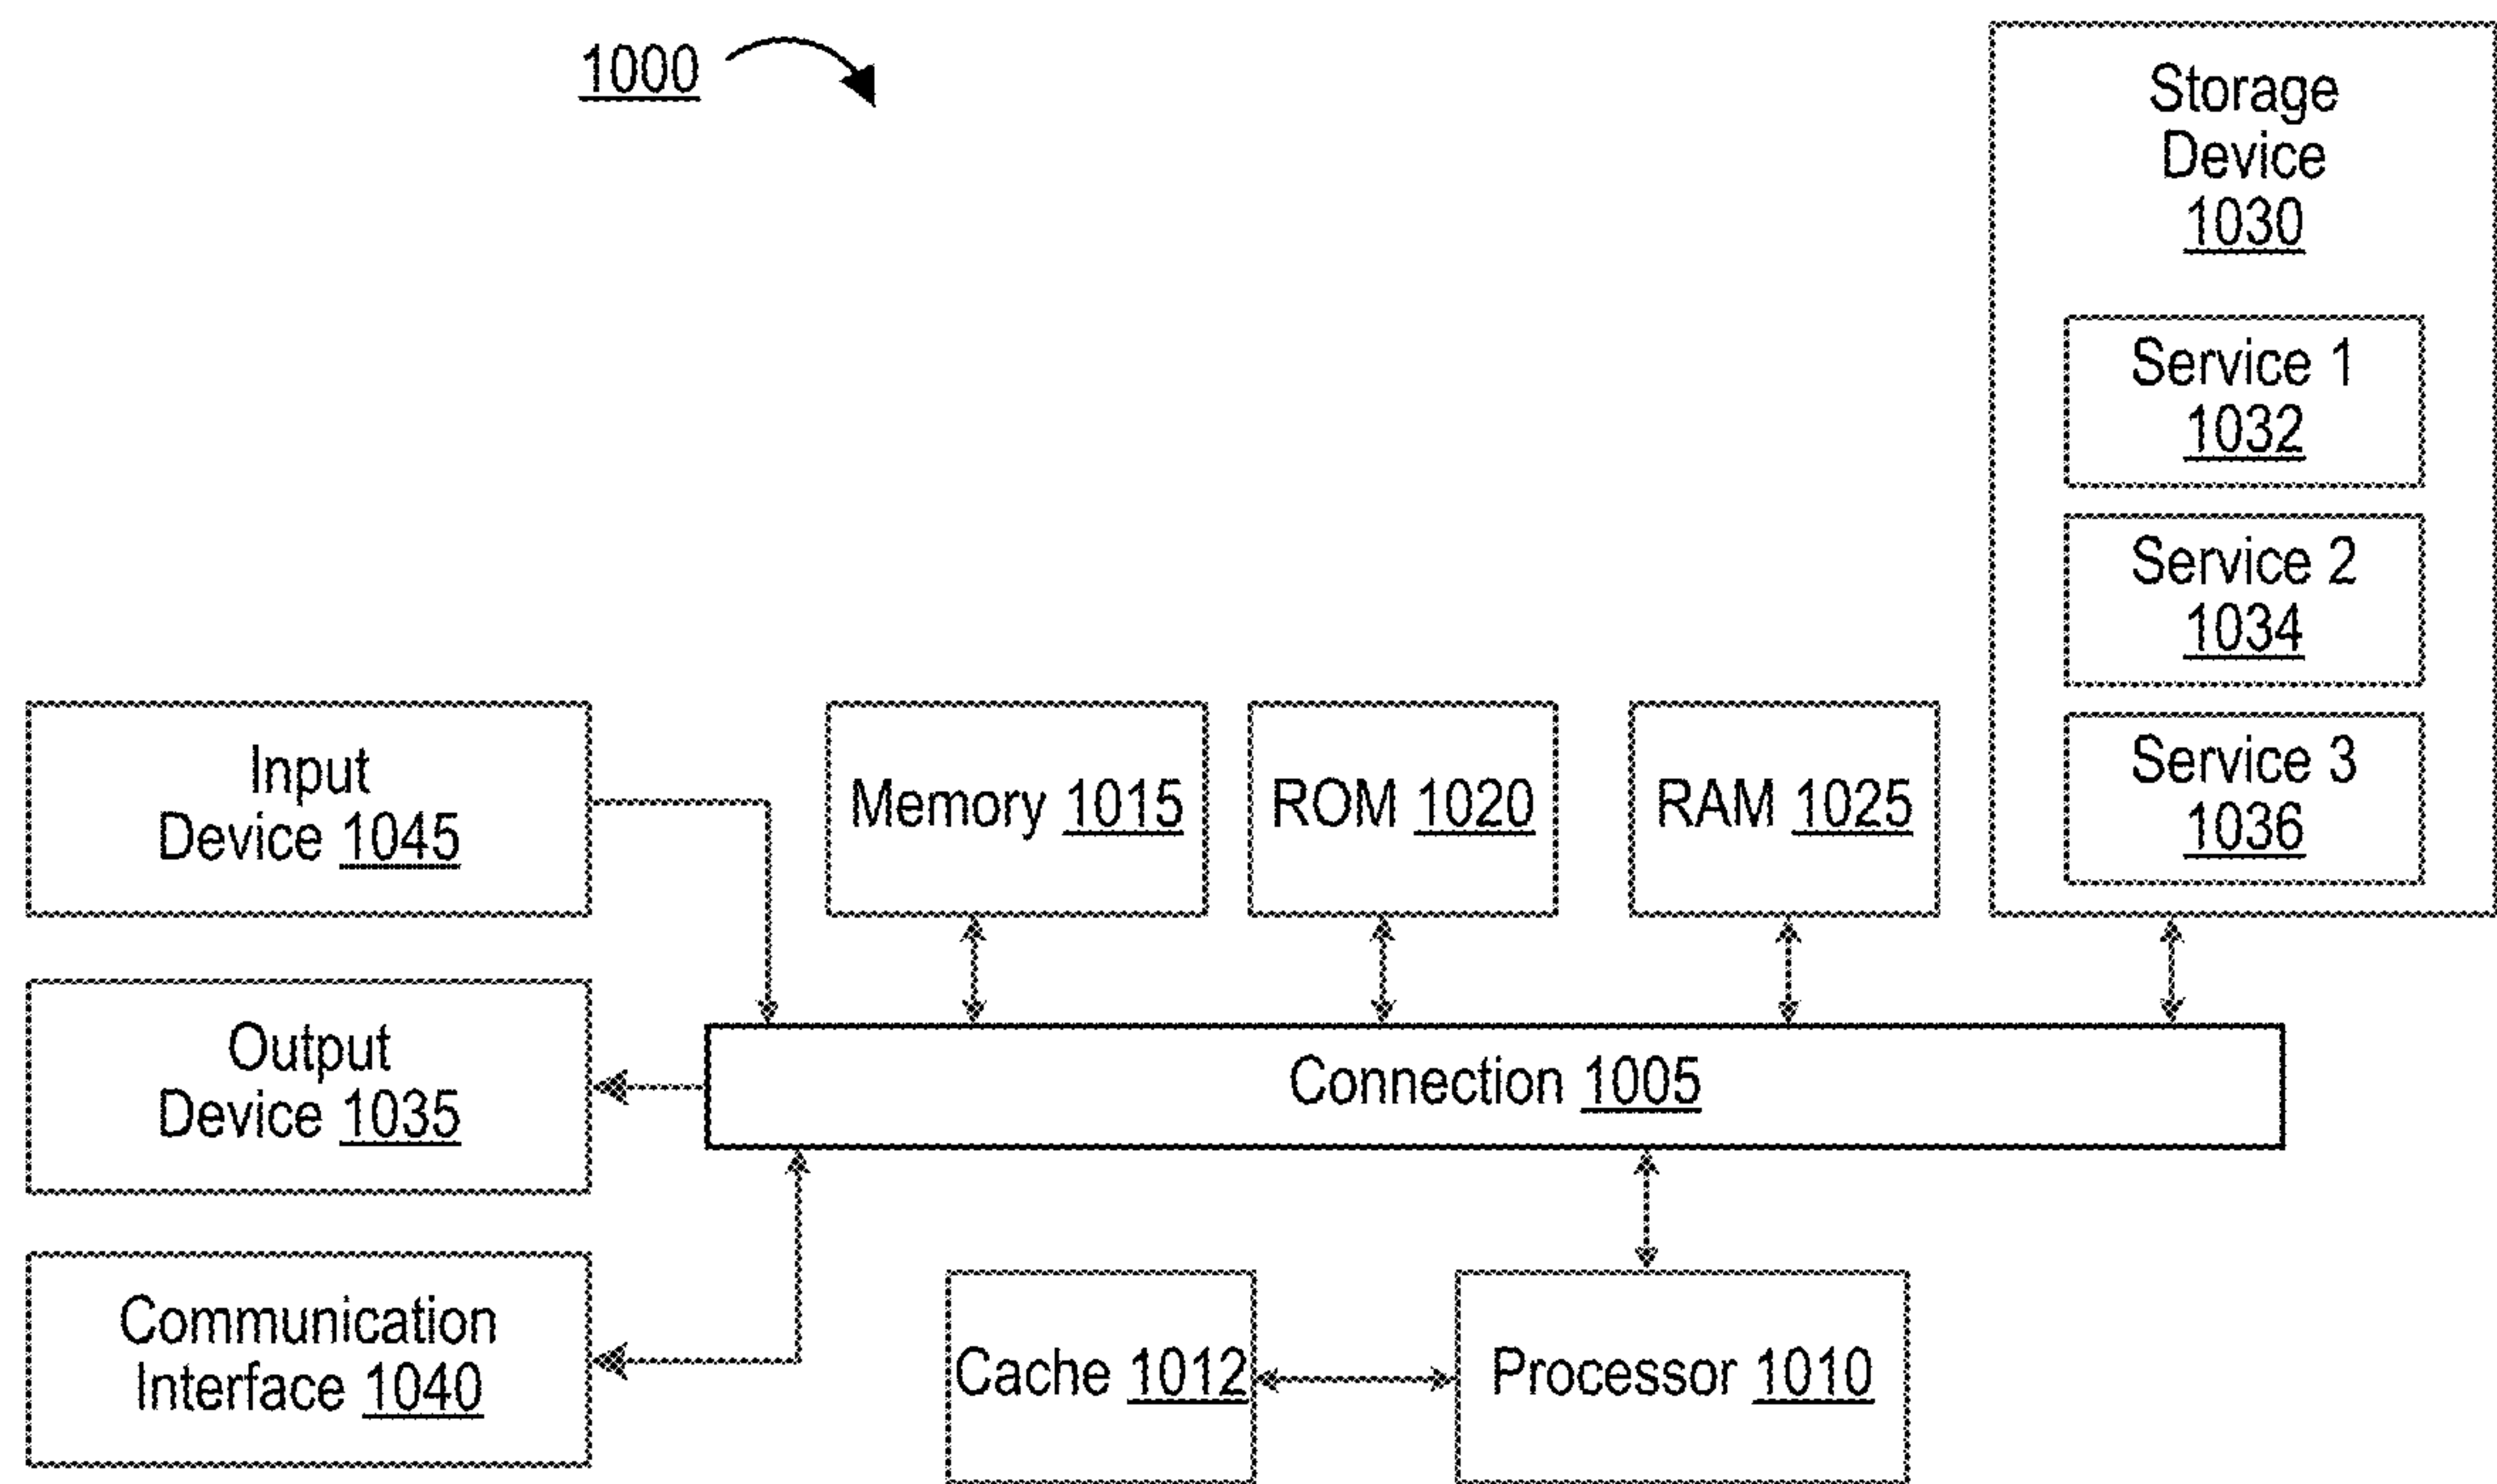 1000
Storage
Device
1030
Service 1
1032
Service 2
1034
Service 3
1036
Input
Device 1045
Memory 1015
ROM 1020
RAM 1025
Output
Device 1035
Connection 1005
Communication
Interface 1040
Cache 1012
Processor 1010